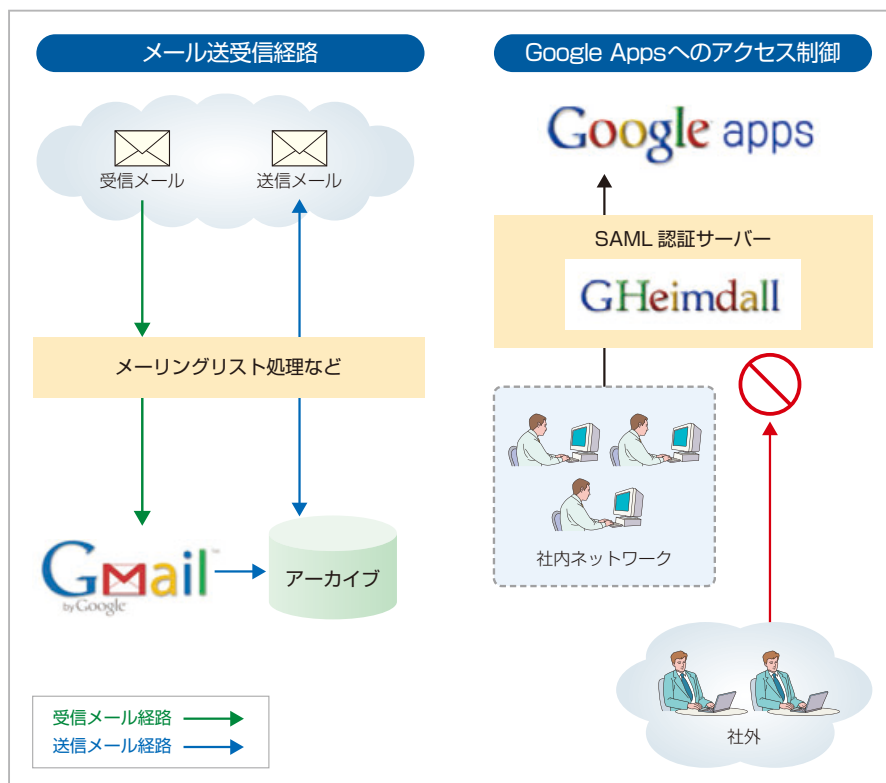 メール送受信経路
受信メール
送信メール
メーリングリスト処理など
Gmail™
by Google
アーカイブ
受信メール経路
送信メール経路
Google Appsへのアクセス制御
Google apps
SAML 認証サーバー
GHeimdall
社内ネットワーク
社外